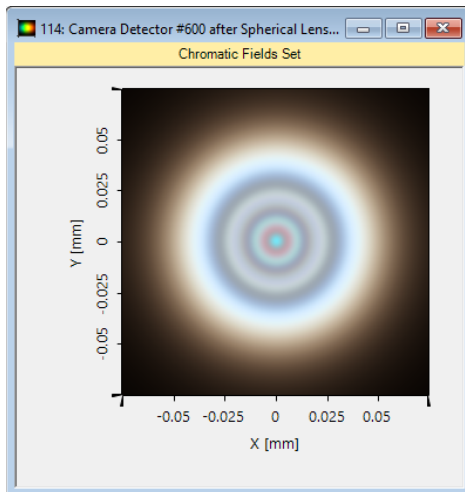 114: Camera Detector #600 after Spherical Lens...
Chromatic Fields Set
Y [mm]
0.05
0.025
0
-0.025
-0.05
-0.05 -0.025 0 0.025 0.05
X [mm]